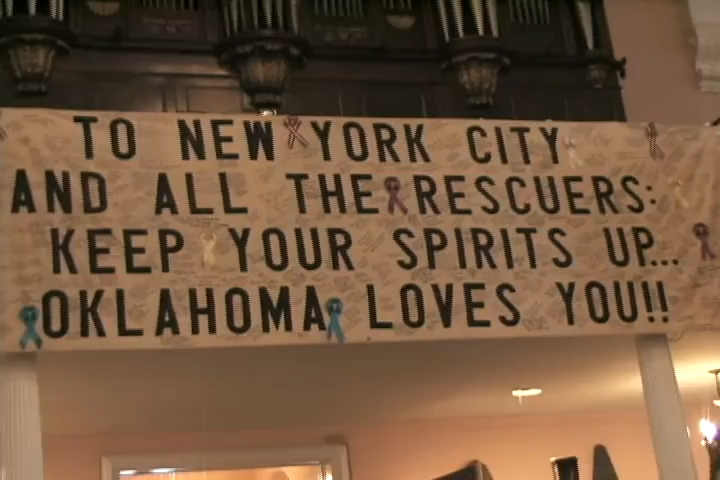 TO NEW YORK CITY
AND ALL THE RESCUERS:
KEEP YOUR SPIRITS UP...
OKLAHOMA LOVES YOU!!